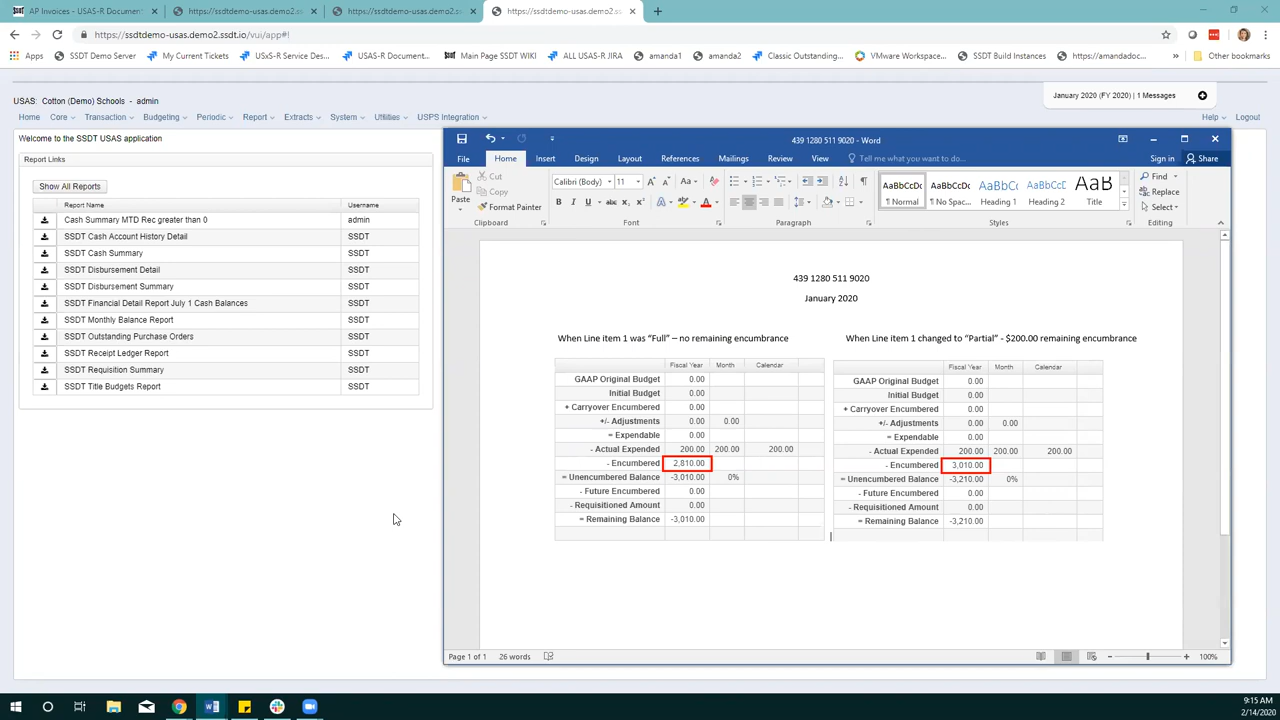 AP Invoices - USAS-R Document
https://ssdtdemo-usas.demo2.ssdt.io
https://ssdtdemo-usas.demo2.ssdt.io
https://ssdtdemo-usas.demo2.ssdt.io
https://ssdtdemo-usas.demo2.ssdt.io/vui/app#!
Apps SSDT Demo Server My Current Tickets USxS-R Service Des... USAS-R Document... Main Page SSDT WIKI ALL USAS-R JIRA amanda1 amanda2 Classic Outstanding... VMware Workspace... SSDT Build Instances https://amandadoc... » Other bookmarks
USAS: Cotton (Demo) Schools - admin
January 2020 (FY 2020) | 1 Messages
Home Core Transaction Budgeting Periodic Report Extracts System Utilities USPS Integration Help Logout
Welcome to the SSDT USAS application
Report Links
Show All Reports
Report Name Username
Cash Summary MTD Rec greater than 0 admin
SSDT Cash Account History Detail SSDT
SSDT Cash Summary SSDT
SSDT Disbursement Detail SSDT
SSDT Disbursement Summary SSDT
SSDT Financial Detail Report July 1 Cash Balances SSDT
SSDT Monthly Balance Report SSDT
SSDT Outstanding Purchase Orders SSDT
SSDT Receipt Ledger Report SSDT
SSDT Requisition Summary SSDT
SSDT Title Budgets Report SSDT
439 1280 511 9020 - Word
File Home Insert Design Layout References Mailings Review View Tell me what you want to do... Sign in Share
Paste
Cut
Copy
Format Painter
Calibri (Body) 11
AaBbCcDc ¶ Normal
AaBbCcDc ¶ No Spac...
AaBbCc Heading 1
AaBbCcD Heading 2
AaB Title
Find
Replace
Select
Clipboard Font Paragraph Styles Editing
439 1280 511 9020
January 2020
When Line item 1 was “Full” – no remaining encumbrance
Fiscal Year Month Calendar
GAAP Original Budget 0.00
Initial Budget 0.00
+ Carryover Encumbered 0.00
+/- Adjustments 0.00 0.00
= Expendable 0.00
- Actual Expended 200.00 200.00 200.00
- Encumbered 2,810.00
= Unencumbered Balance -3,010.00 0%
- Future Encumbered 0.00
- Requisitioned Amount 0.00
= Remaining Balance -3,010.00
When Line item 1 changed to “Partial” - $200.00 remaining encumbrance
Fiscal Year Month Calendar
GAAP Original Budget 0.00
Initial Budget 0.00
+ Carryover Encumbered 0.00
+/- Adjustments 0.00 0.00
= Expendable 0.00
- Actual Expended 200.00 200.00 200.00
- Encumbered 3,010.00
= Unencumbered Balance -3,210.00 0%
- Future Encumbered 0.00
- Requisitioned Amount 0.00
= Remaining Balance -3,210.00
Page 1 of 1 26 words 100%
9:15 AM
2/14/2020